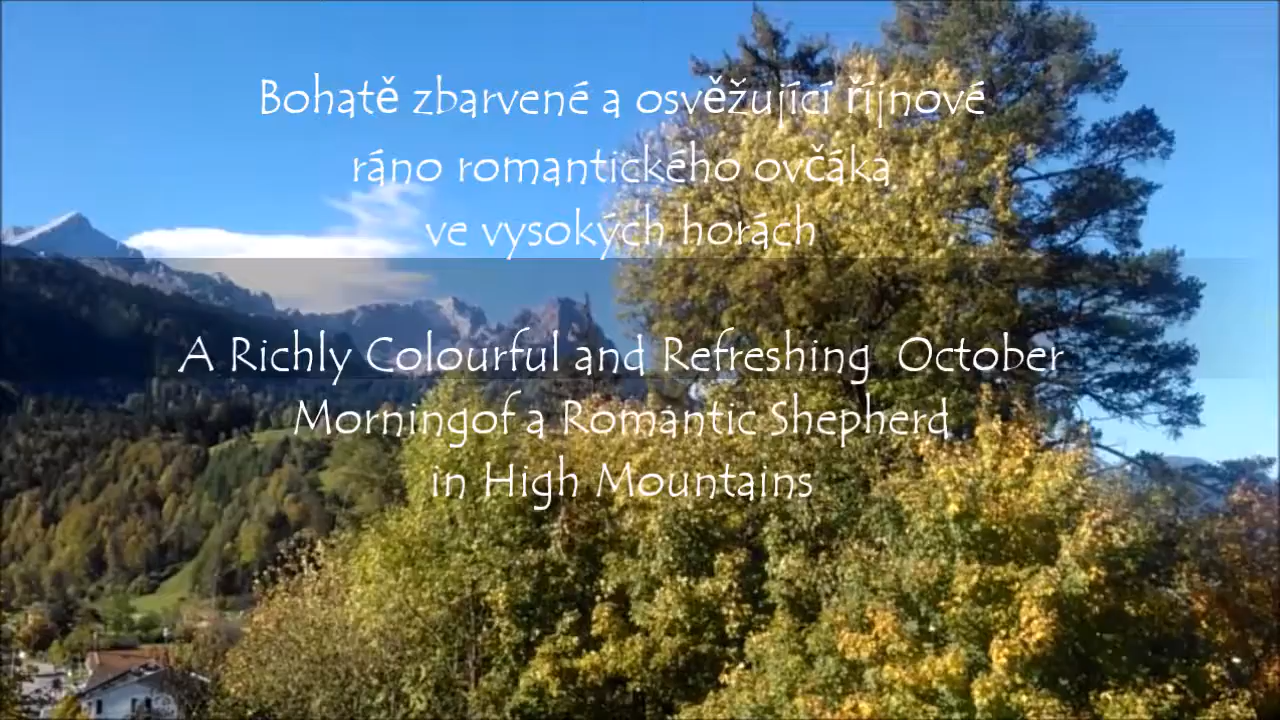 Bohatě zbarvené a osvěžující říjnové
ráno romantického ovčáka
ve vysokých horách
A Richly Colourful and Refreshing October
Morningof a Romantic Shepherd
in High Mountains